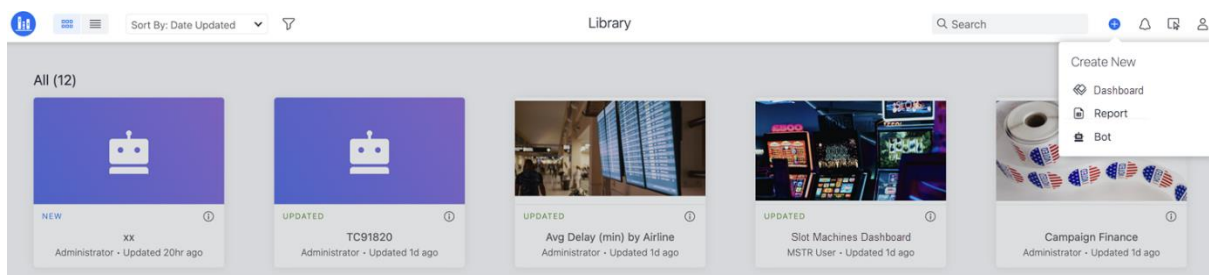 Sort By: Date Updated
Library
Search
Create New
Dashboard
Report
Bot
All (12)
NEW
xx
Administrator • Updated 20hr ago
UPDATED
TC91820
Administrator • Updated 1d ago
UPDATED
Avg Delay (min) by Airline
Administrator • Updated 1d ago
UPDATED
Slot Machines Dashboard
MSTR User • Updated 1d ago
Campaign Finance
Administrator • Updated 1d ago